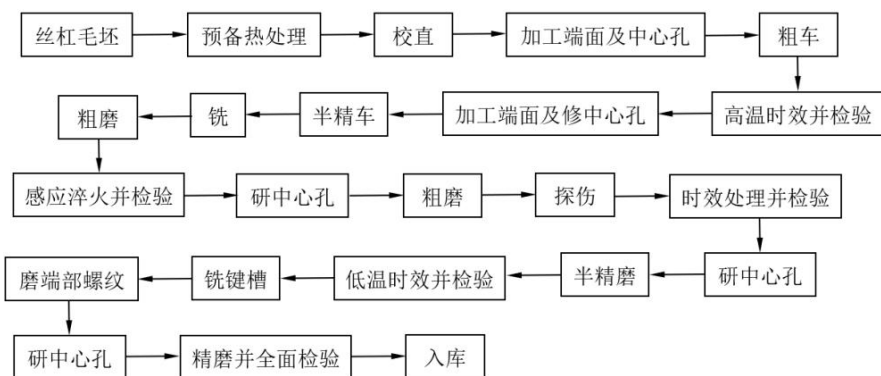 丝杠毛坯
预备热处理
校直
加工端面及中心孔
粗车
高温时效并检验
加工端面及修中心孔
半精车
铣
粗磨
感应淬火并检验
研中心孔
粗磨
探伤
时效处理并检验
研中心孔
半精磨
低温时效并检验
铣键槽
磨端部螺纹
研中心孔
精磨并全面检验
入库